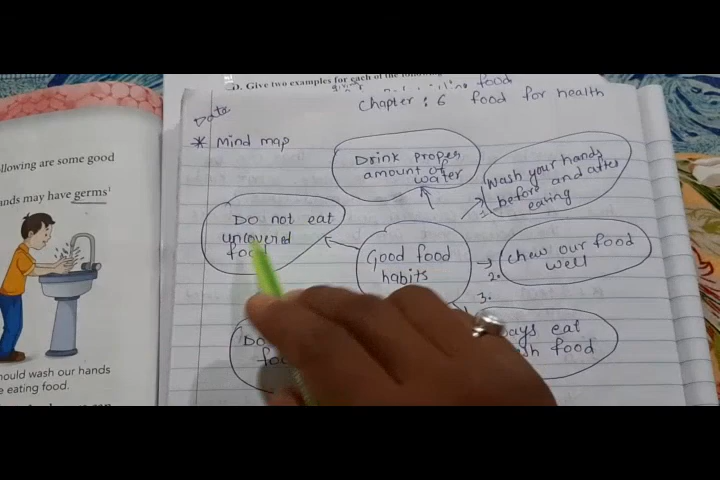 D. Give two examples for each of the following
food
Chapter : 6 food for health
Date
* Mind map
Drink proper
amount of
water
Wash your hands
before and after
eating
Do not eat
uncovered
food
Good food
habits
1.
2.
3.
chew our food
well
eat
food
Do
llowing are some good
ands may have germs
hould wash our hands
e eating food.